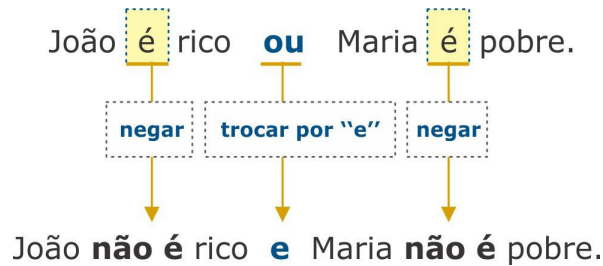 João é rico ou Maria é pobre.
negar trocar por ‘‘e’’ negar
João não é rico e Maria não é pobre.